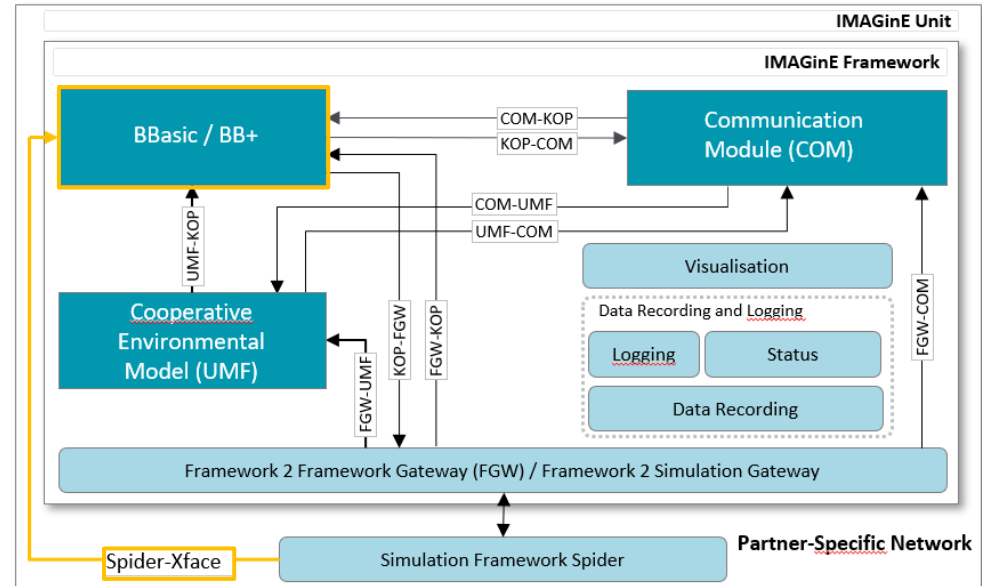 IMAGinE Unit
IMAGinE Framework
BBasic / BB+
COM-KOP
KOP-COM
Communication
Module (COM)
COM-UMF
UMF-COM
UMF-KOP
Visualisation
Cooperative
Environmental
Model (UMF)
FGW-UMF
KOP-FGW
FGW-KOP
FGW-COM
Data Recording and Logging
Logging
Status
Data Recording
Framework 2 Framework Gateway (FGW) / Framework 2 Simulation Gateway
Spider-Xface
Simulation Framework Spider
Partner-Specific Network